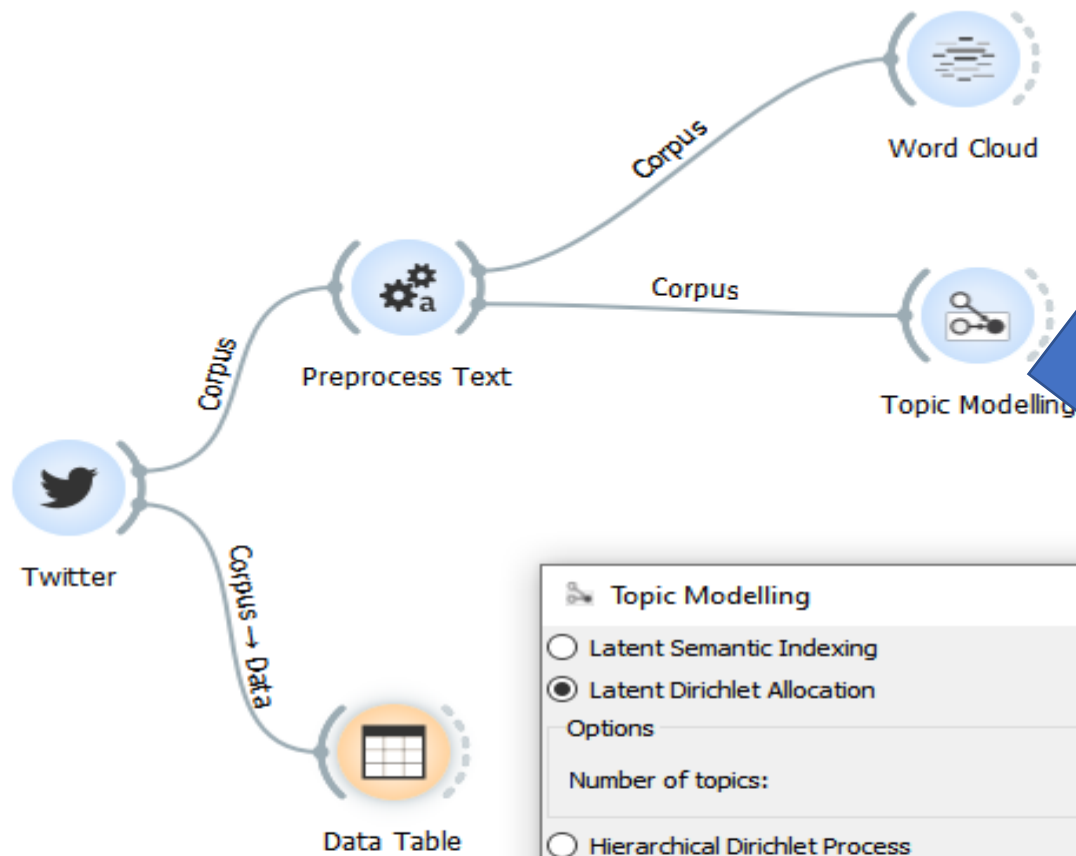 Corpus
Word Cloud
Corpus
a
Preprocess Text
Topic Modelling
Corpus
Twitter
Corpus → Data
Data Table
Topic Modelling
Latent Semantic Indexing
Latent Dirichlet Allocation
Options
Number of topics:
Hierarchical Dirichlet Process